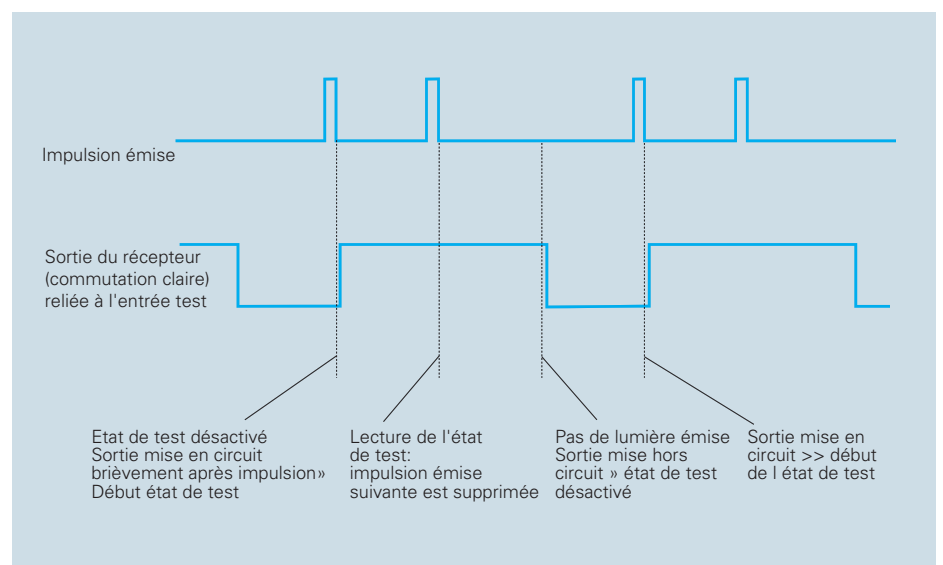 Impulsion émise
Sortie du récepteur
(commutation claire)
reliée à l'entrée test
Etat de test désactivé
Sortie mise en circuit
brièvement après impulsion»
Début état de test
Lecture de l'état
de test:
impulsion émise
suivante est supprimée
Pas de lumière émise
Sortie mise hors
circuit » état de test
désactivé
Sortie mise en
circuit >> début
de l état de test